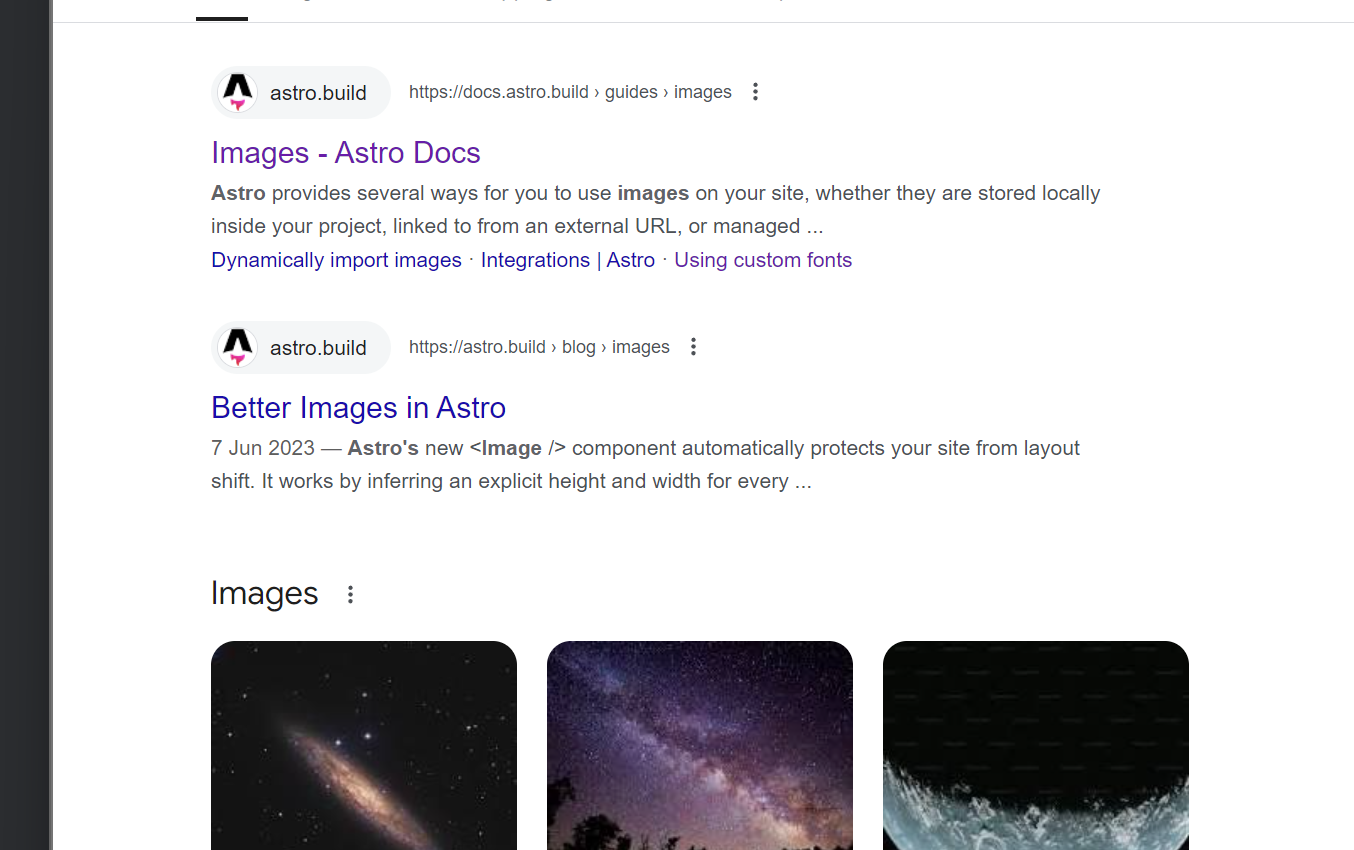 astro.build
https://docs.astro.build › guides › images
Images - Astro Docs
Astro provides several ways for you to use images on your site, whether they are stored locally
inside your project, linked to from an external URL, or managed ...
Dynamically import images · Integrations | Astro · Using custom fonts
astro.build
https://astro.build › blog › images
Better Images in Astro
7 Jun 2023 — Astro's new <Image /> component automatically protects your site from layout
shift. It works by inferring an explicit height and width for every ...
Images